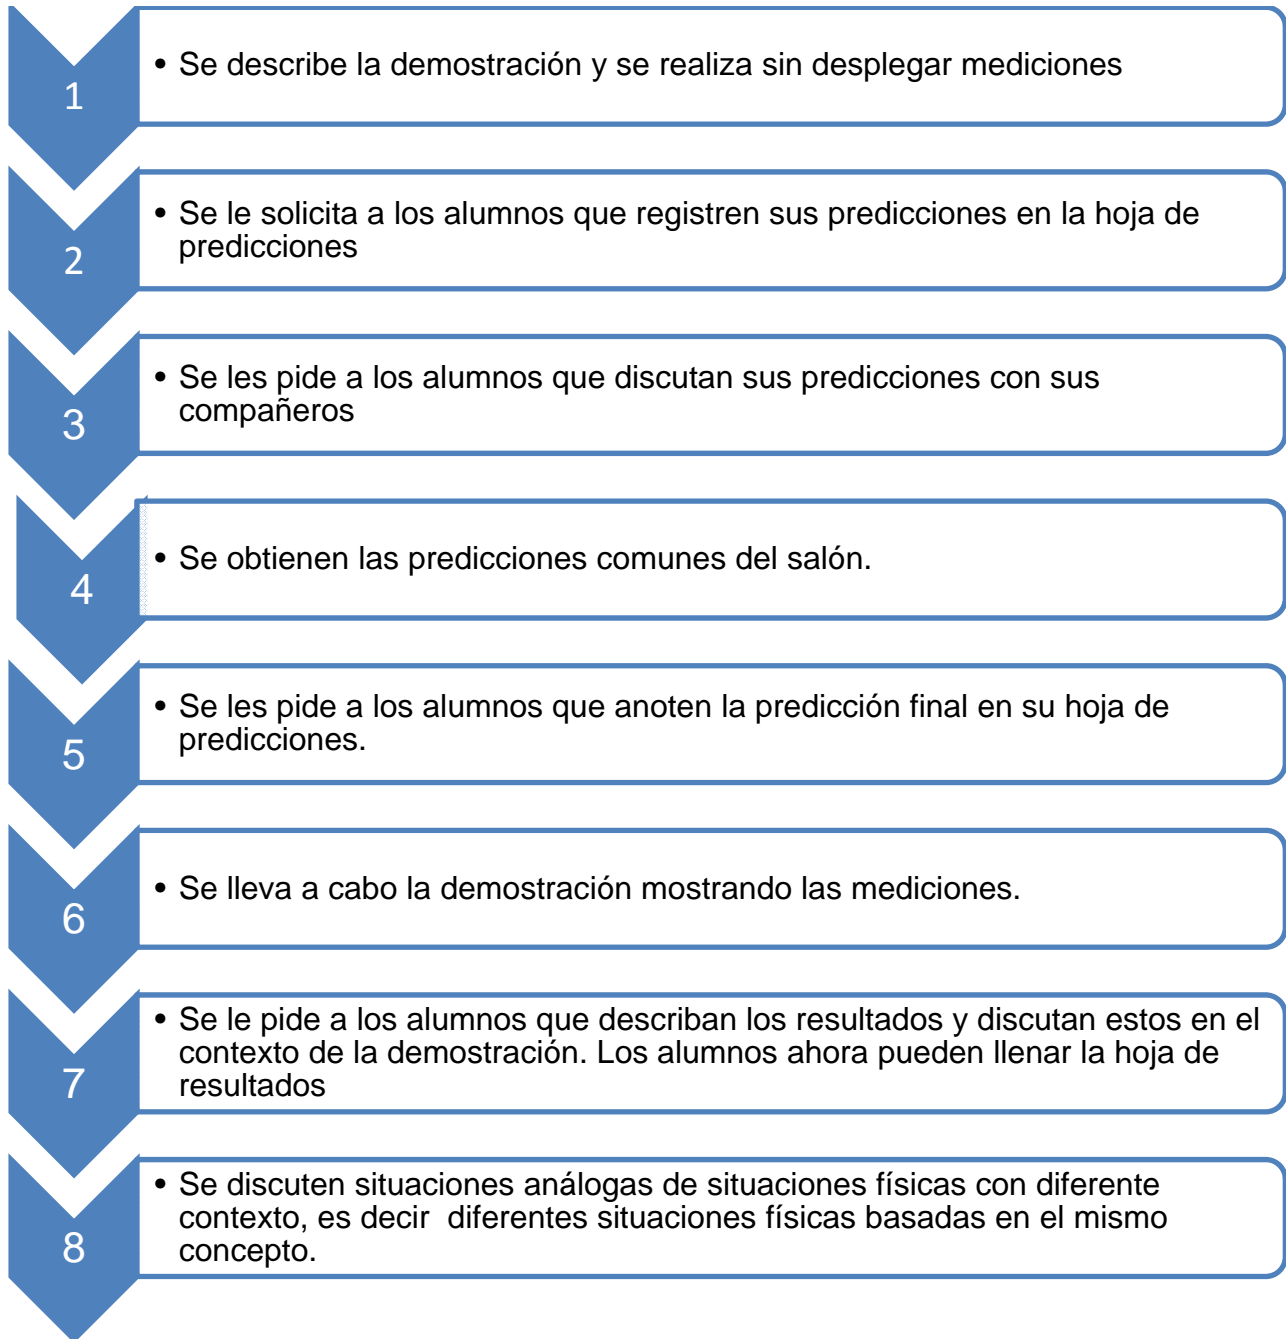 1
• Se describe la demostración y se realiza sin desplegar mediciones
2
• Se le solicita a los alumnos que registren sus predicciones en la hoja de
predicciones
3
• Se les pide a los alumnos que discutan sus predicciones con sus
compañeros
4
• Se obtienen las predicciones comunes del salón.
5
• Se les pide a los alumnos que anoten la predicción final en su hoja de
predicciones.
6
• Se lleva a cabo la demostración mostrando las mediciones.
7
• Se le pide a los alumnos que describan los resultados y discutan estos en el
contexto de la demostración. Los alumnos ahora pueden llenar la hoja de
resultados
8
• Se discuten situaciones análogas de situaciones físicas con diferente
contexto, es decir  diferentes situaciones físicas basadas en el mismo
concepto.